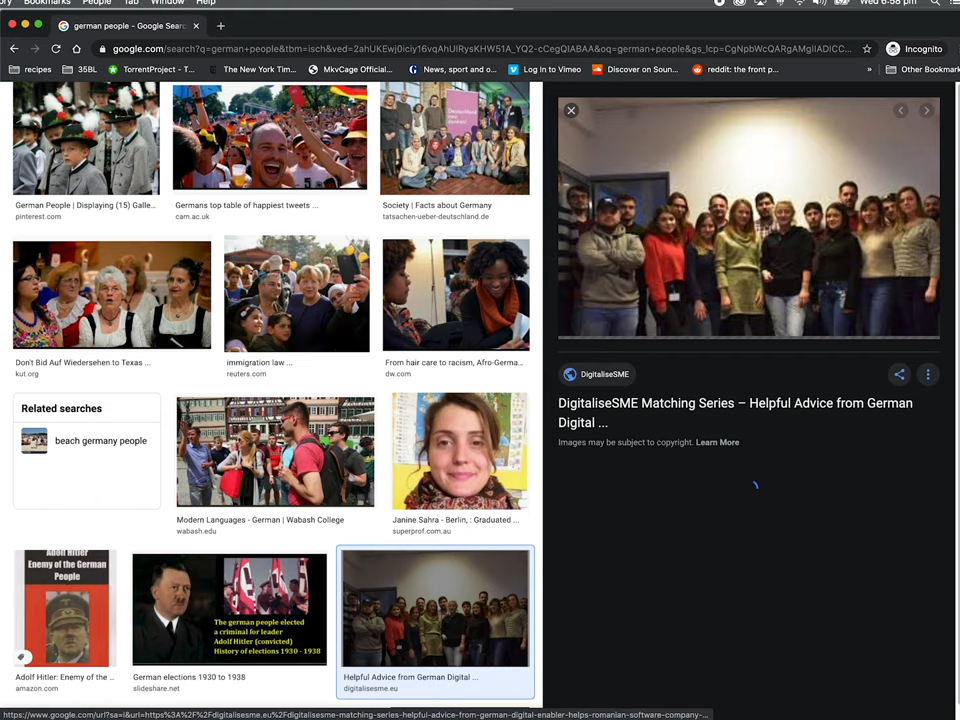 Bookmarks People Tab Window Help
Wed 6:58 pm
german people - Google Searc
google.com/search?q=german+people&tbm=isch&ved=2ahUKEwj0iciy16vqAhUIRysKHW51A_YQ2-cCegQIABAA&oq=german+people&gs_lcp=CgNpbWcQARgAMgIIADICC...
Incognito
recipes
35BL
TorrentProject - T...
The New York Tim...
MkvCage Official...
News, sport and o...
Log In to Vimeo
Discover on Soun...
reddit: the front p...
»
Other Bookmar
German People | Displaying (15) Galle...
pinterest.com
Germans top table of happiest tweets ...
cam.ac.uk
Deutschland
neu
denken!
Society | Facts about Germany
tatsachen-ueber-deutschland.de
Don't Bid Auf Wiedersehen to Texas ...
kut.org
immigration law ...
reuters.com
From hair care to racism, Afro-Germa...
dw.com
Related searches
beach germany people
Modern Languages - German | Wabash College
wabash.edu
Janine Sahra - Berlin, : Graduated ...
superprof.com.au
Adolf Hitler
Enemy of the German
People
Adolf Hitler: Enemy of the ...
amazon.com
The german people elected
a criminal for leader
Adolf Hitler (convicted)
History of elections 1930 - 1938
German elections 1930 to 1938
slideshare.net
Helpful Advice from German Digital ...
digitalisesme.eu
DigitaliseSME
DigitaliseSME Matching Series – Helpful Advice from German
Digital ...
Images may be subject to copyright. Learn More
https://www.google.com/url?sa=i&url=https%3A%2F%2Fdigitalisesme.eu%2Fdigitalisesme-matching-series-helpful-advice-from-german-digital-enabler-helps-romanian-software-company-...